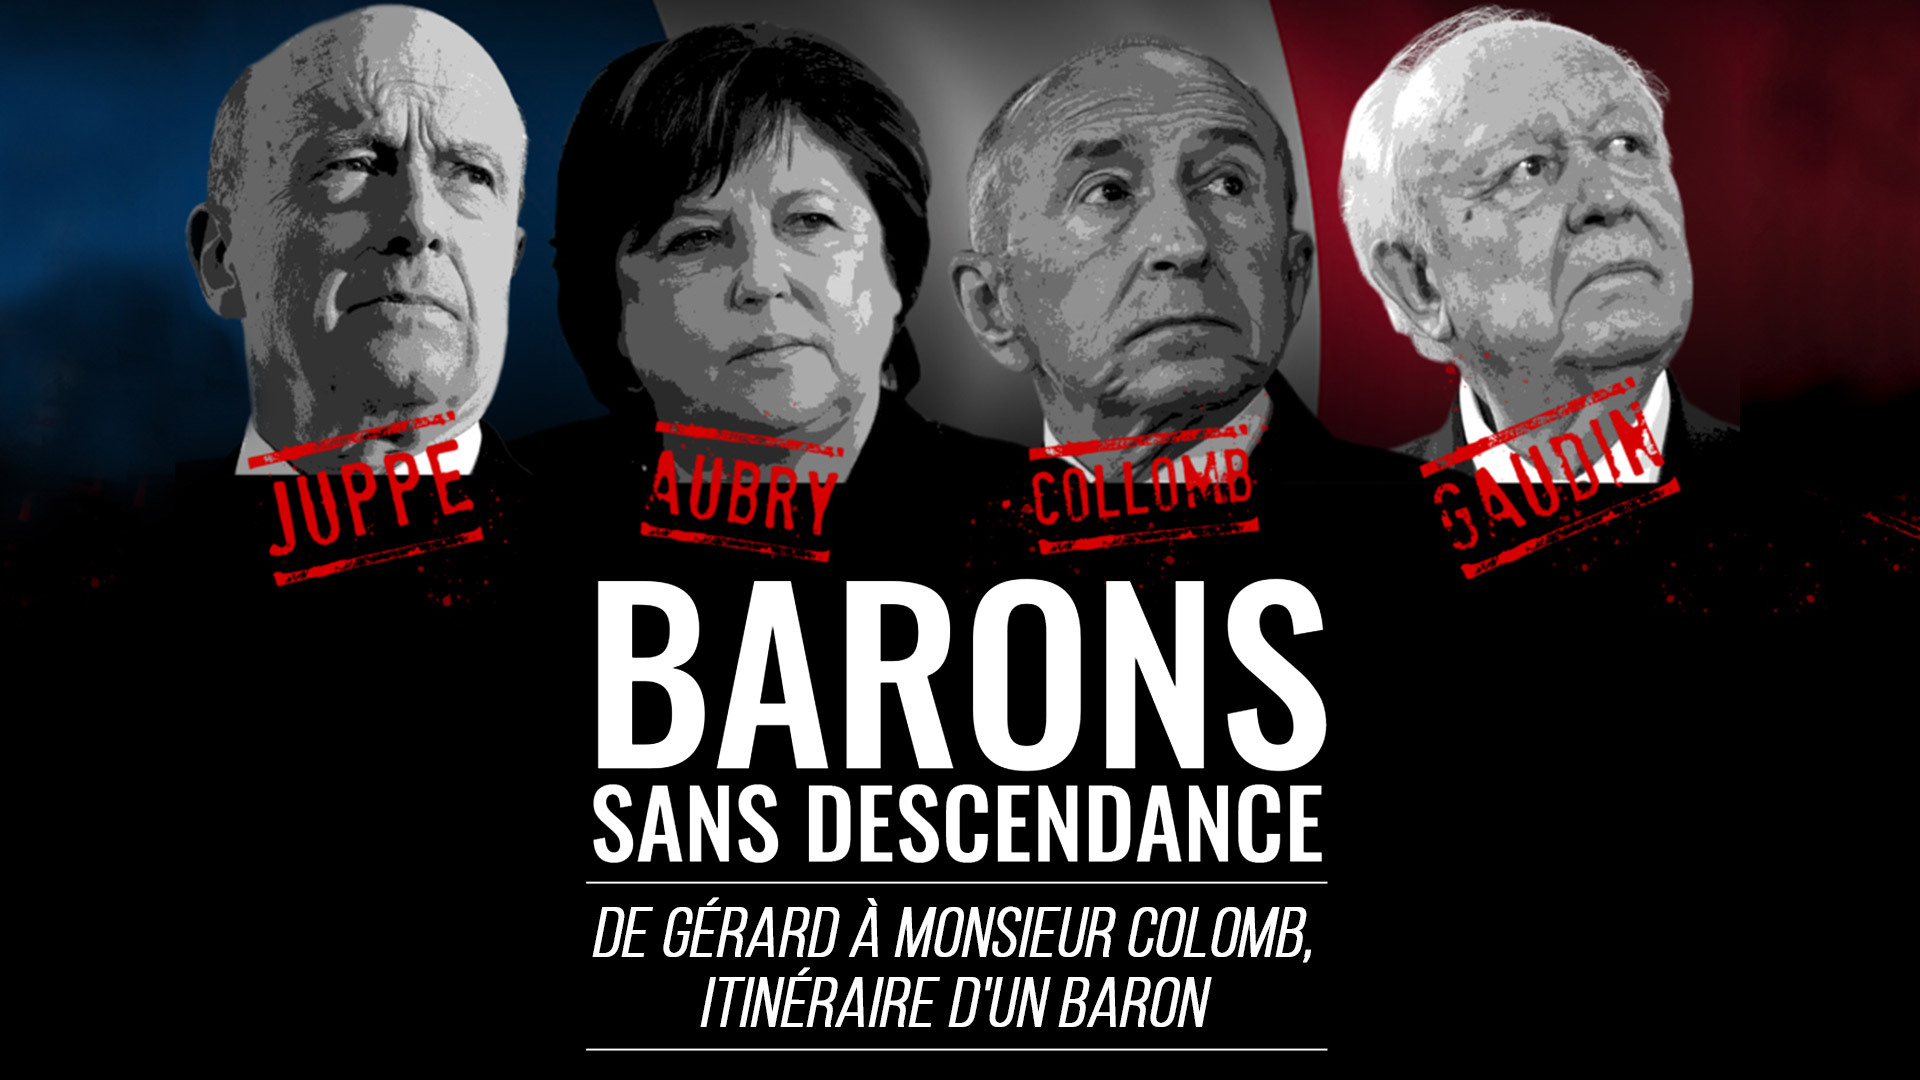 JUPPE
AUBRY
COLLOMB
GAUDIN
BARONS
SANS DESCENDANCE
DE GÉRARD À MONSIEUR COLOMB,
ITINÉRAIRE D'UN BARON